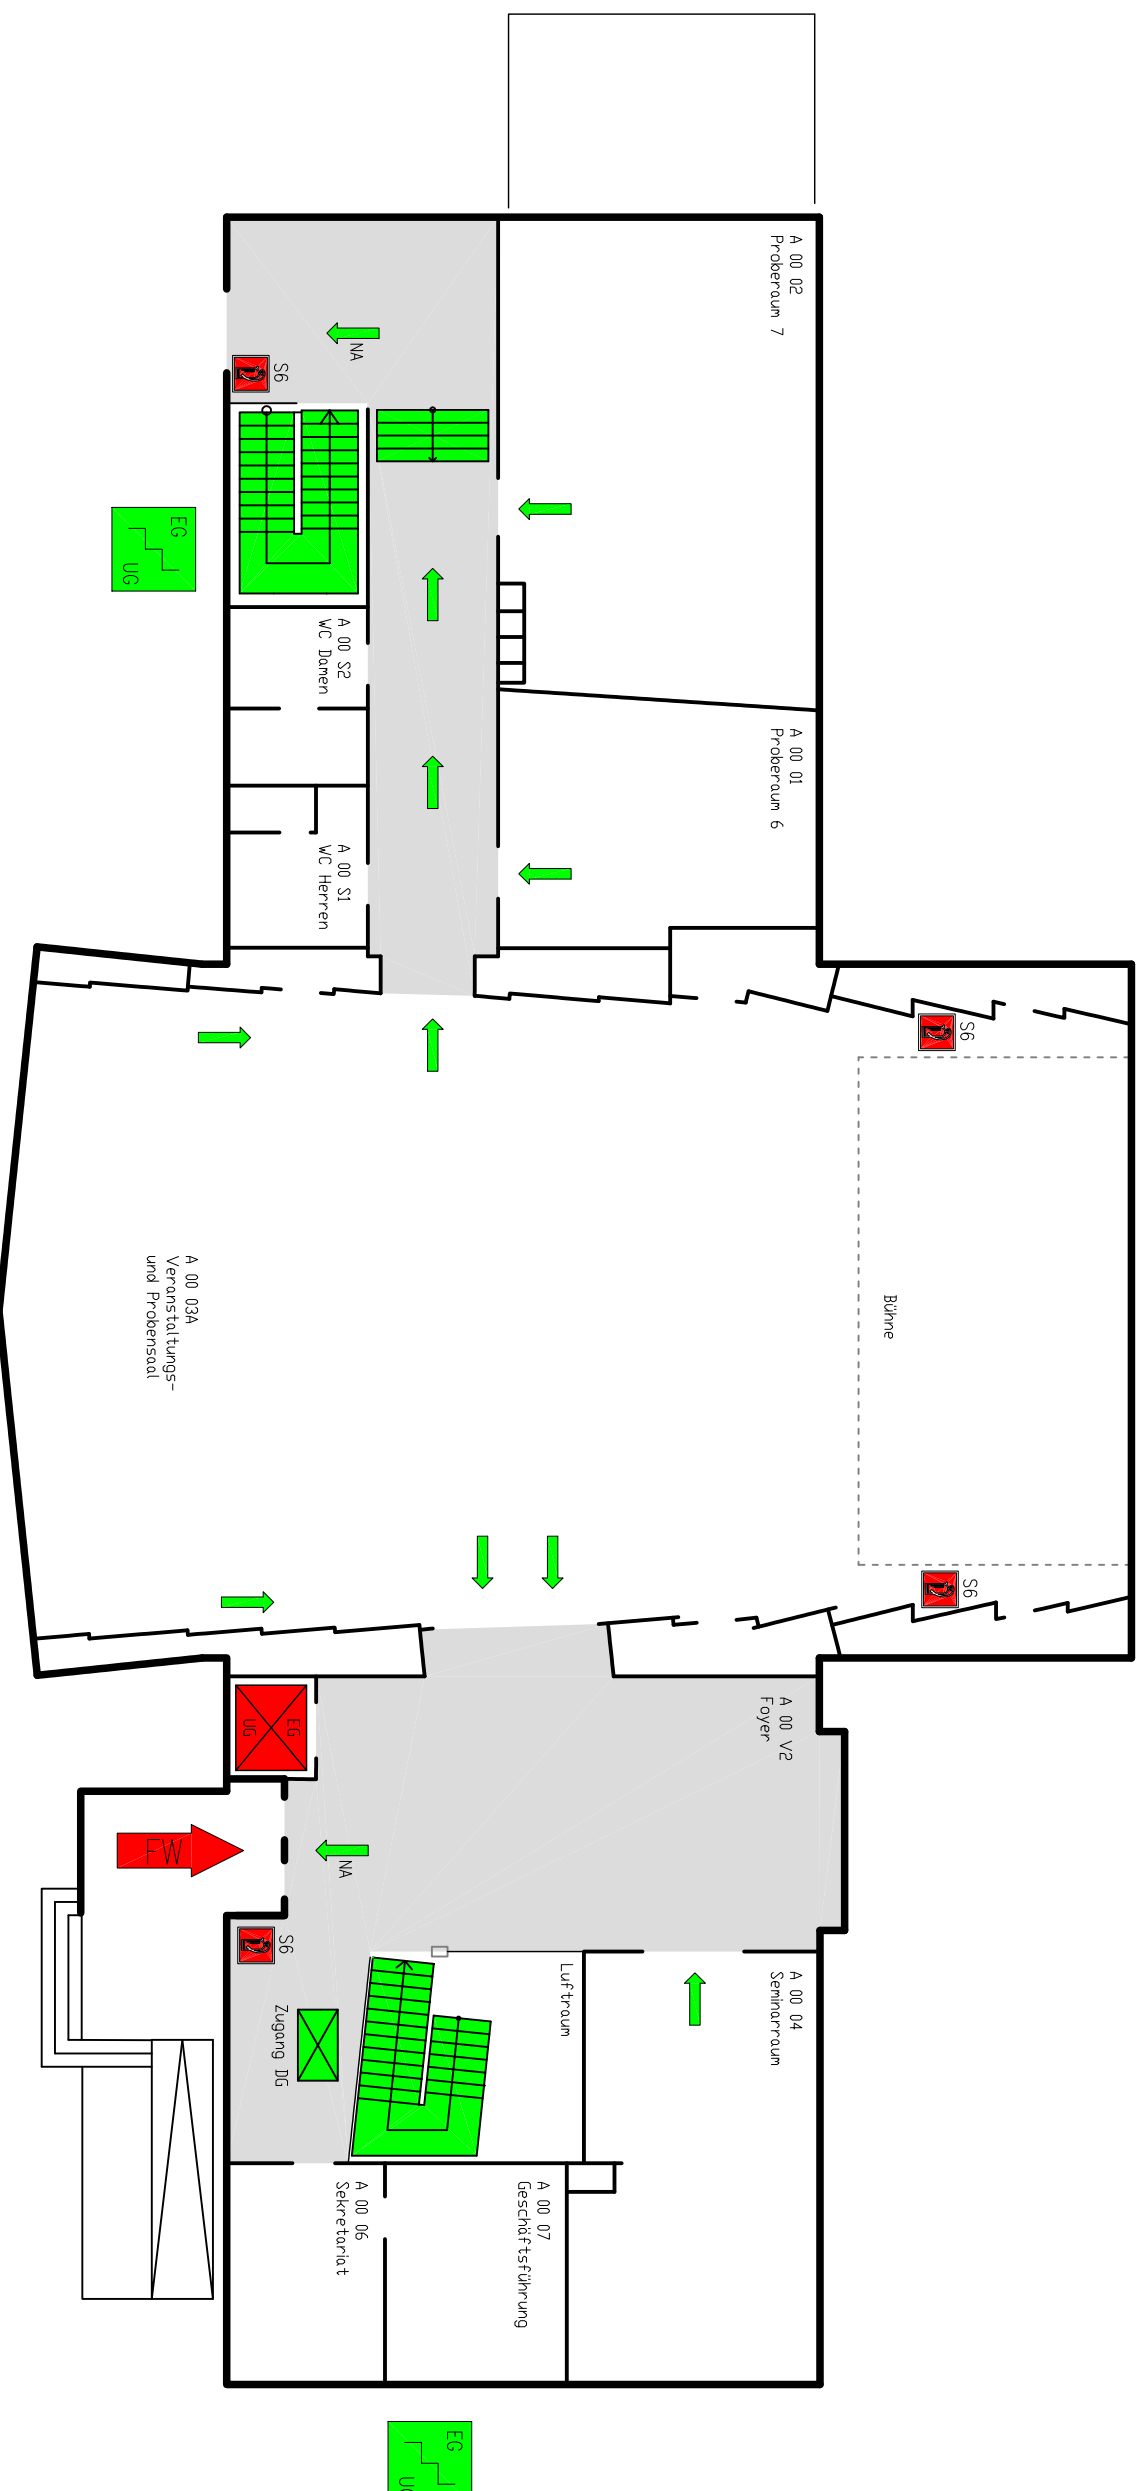 A 00 02
Proberaum 7
NA
S6
EG
UG
A 00 S2
WC Damen
A 00 01
Proberaum 6
A 00 S1
WC Herren
S6
A 00 03A
Veranstaltungs-
und Probensaal
Bühne
S6
A 00 V2
Foyer
EG
UG
FW
NA
S6
Zugang DG
Luftraum
A 00 04
Seminarraum
A 00 06
Sekretariat
A 00 07
Geschäftsführung
EG
UG